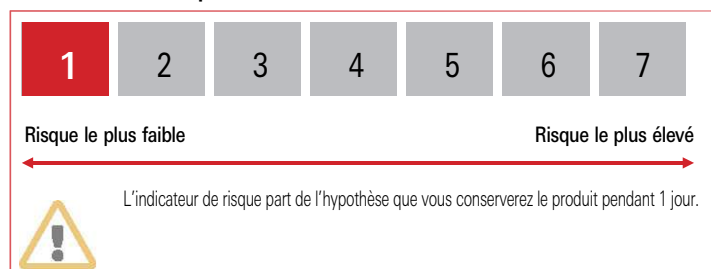 1 2 3 4 5 6 7
Risque le plus faible Risque le plus élevé
L'indicateur de risque part de l'hypothèse que vous conserverez le produit pendant 1 jour.
!